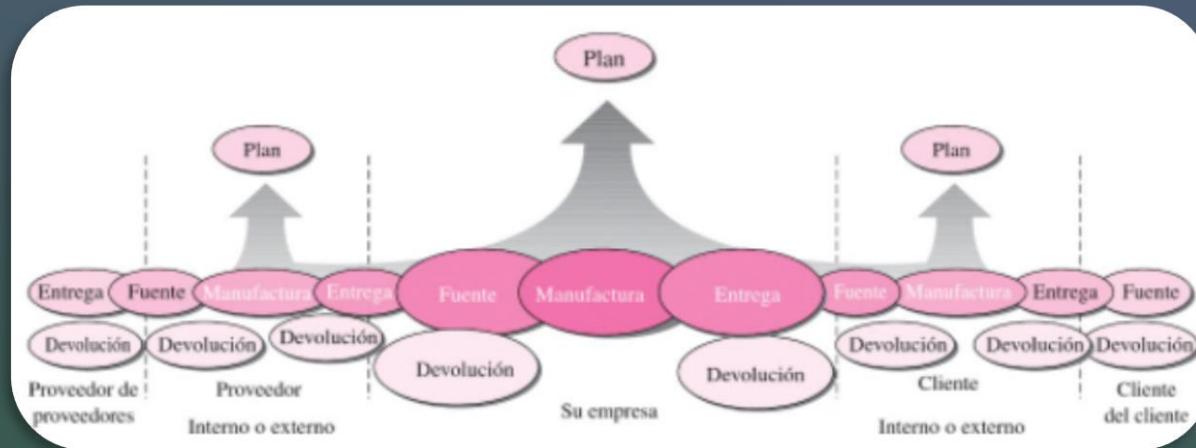 Plan
Plan
Plan
Entrega
Fuente
Manufactura
Entrega
Fuente
Manufactura
Entrega
Fuente
Manufactura
Entrega
Fuente
Devolución
Devolución
Devolución
Devolución
Devolución
Devolución
Devolución
Devolución
Proveedor de
proveedores
Proveedor
Interno o externo
Su empresa
Cliente
Interno o externo
Cliente
del cliente